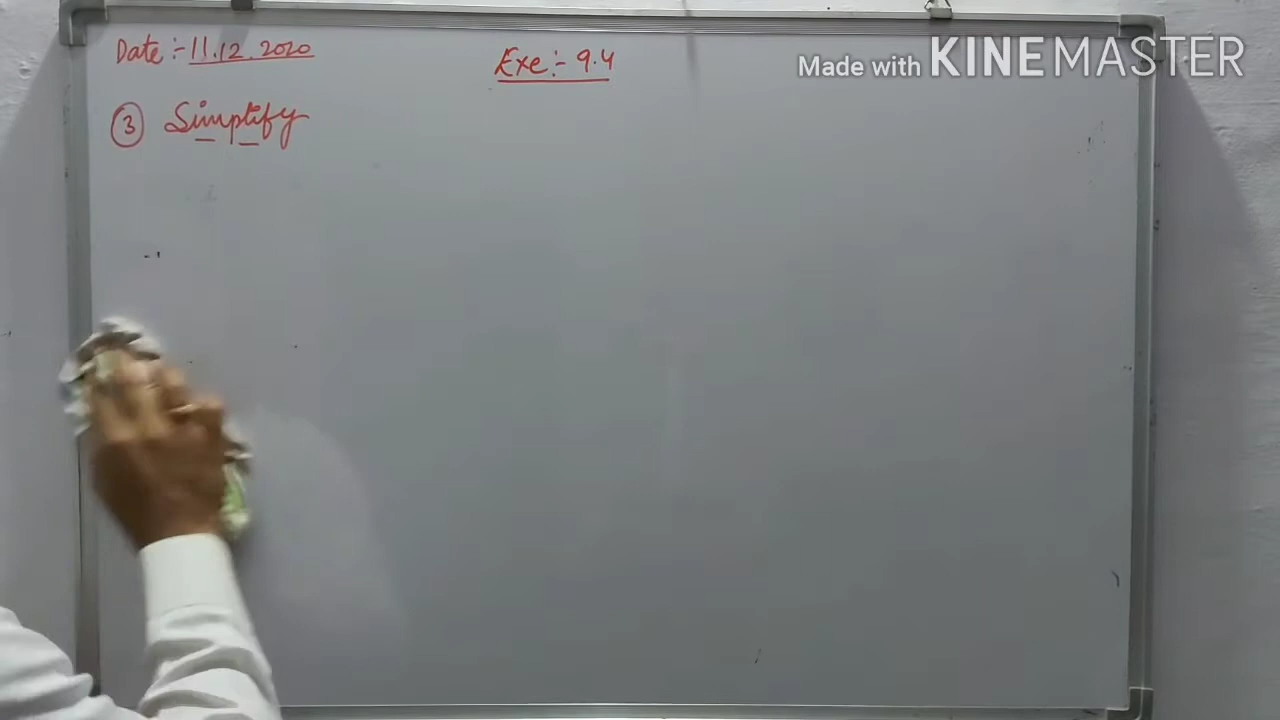 Date :- 11.12.2020
Exe :- 9.4
Made with KINEMASTER
③ Simplify